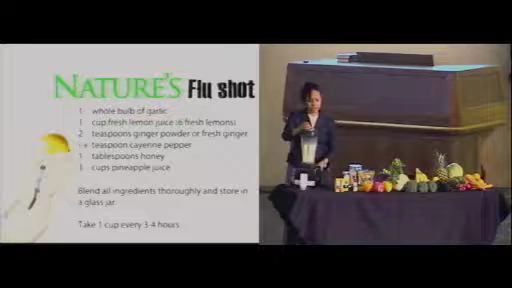 NATURE'S Flu shot
1 whole bulb of garlic
1 cup fresh lemon juice (6 fresh lemons)
2 teaspoons ginger powder or fresh ginger
teaspoon cayenne pepper
1 tablespoons honey
3 cups pineapple juice
Blend all ingredients thoroughly and store in
a glass jar.
Take 1 cup every 3-4 hours